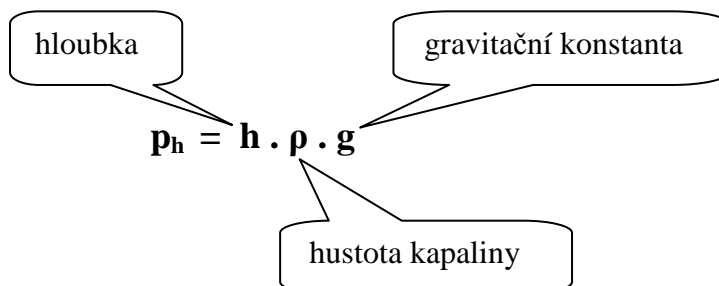 hloubka
gravitační konstanta
pₕ = h . ρ . g
hustota kapaliny